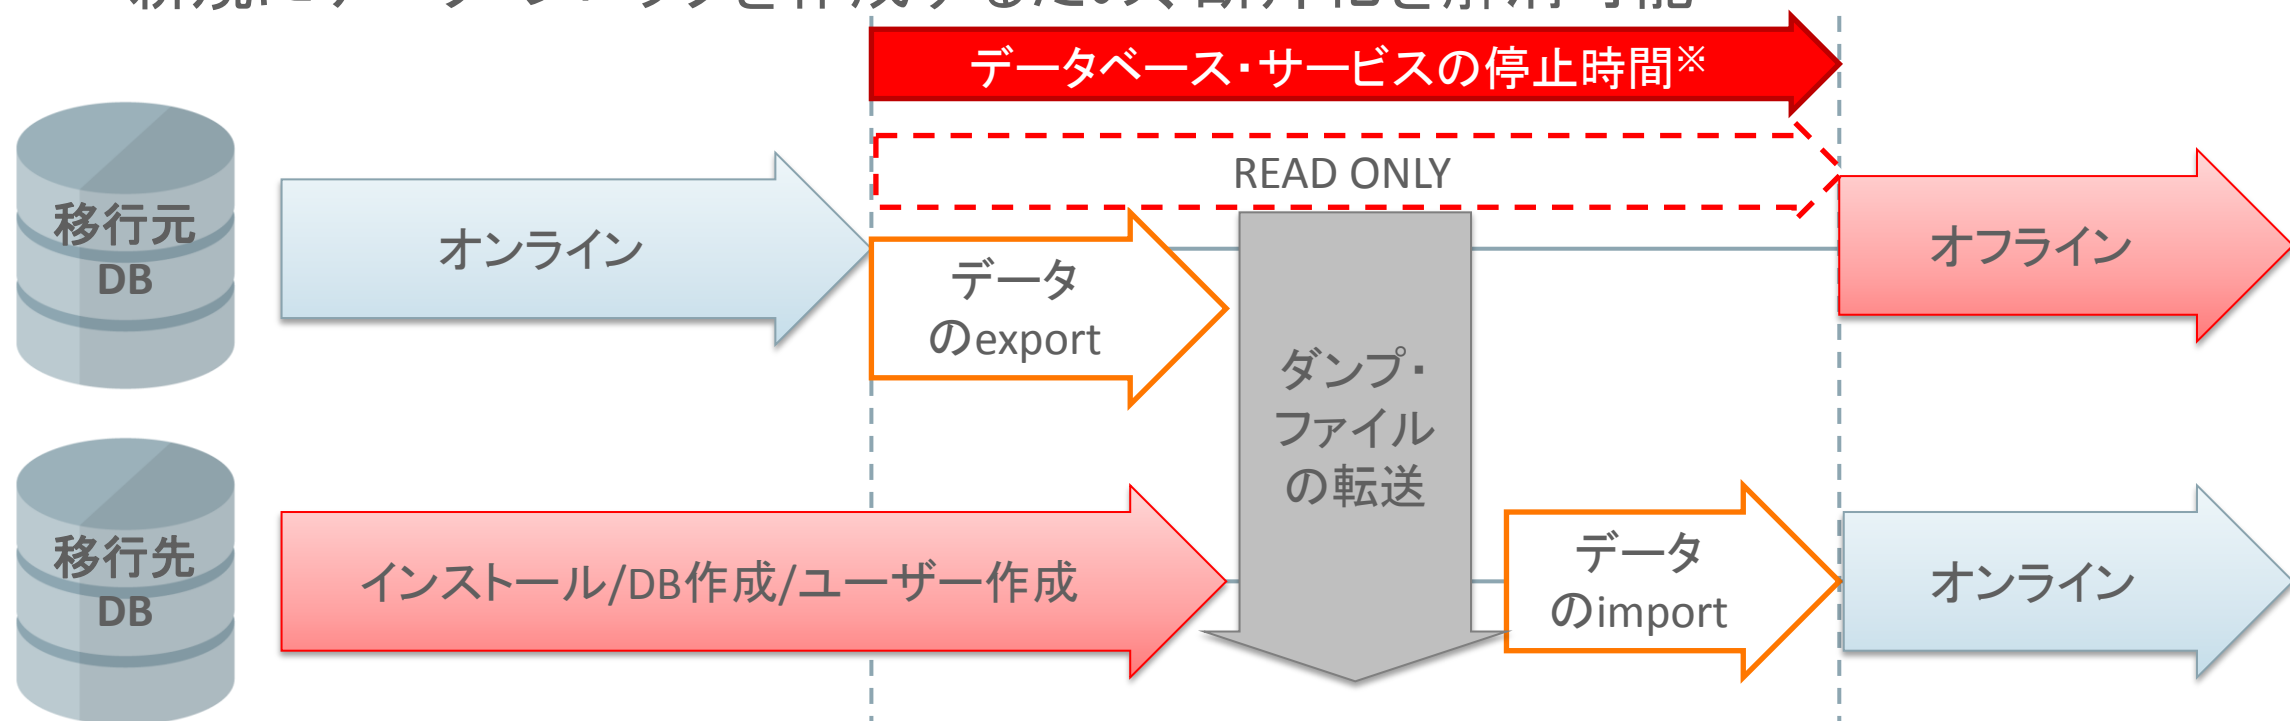 データベース・サービスの停止時間※
READ ONLY
移行元
DB
オンライン
データ
のexport
オフライン
ダンプ・
ファイル
の転送
移行先
DB
インストール/DB作成/ユーザー作成
データ
のimport
オンライン